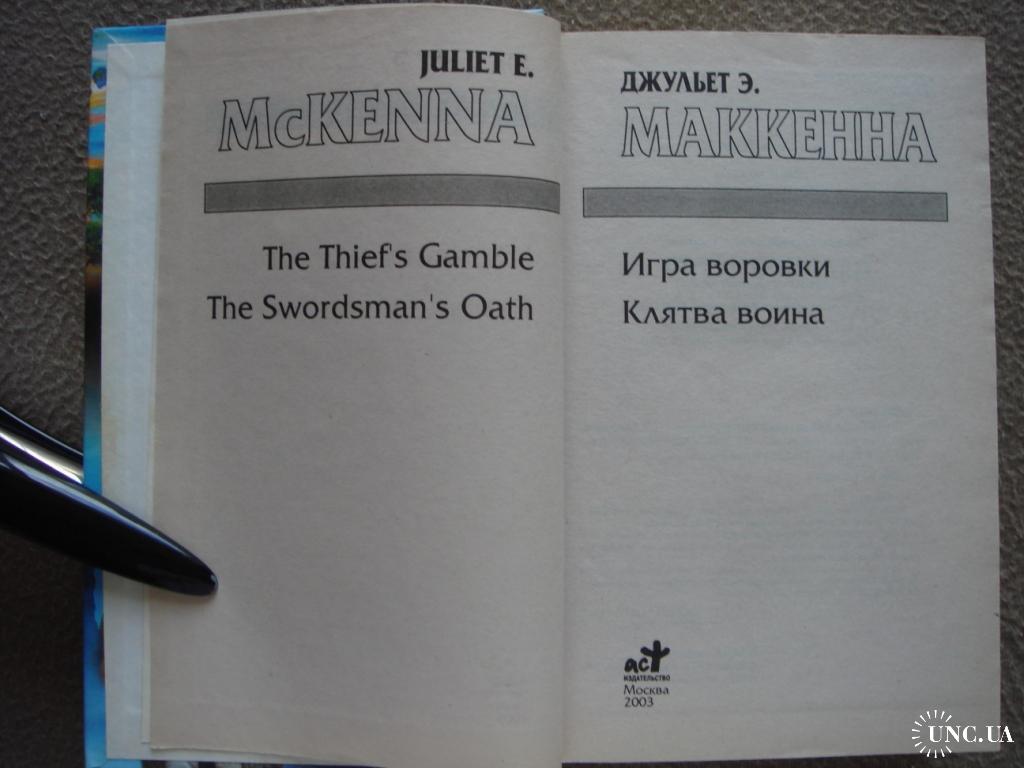 JULIET E.
McKENNA
The Thief's Gamble
The Swordsman's Oath
ДЖУЛЬЕТ Э.
МАККЕННА
Игра воровки
Клятва воина
аст
ИЗДАТЕЛЬСТВО
Москва
2003
UNC.UA